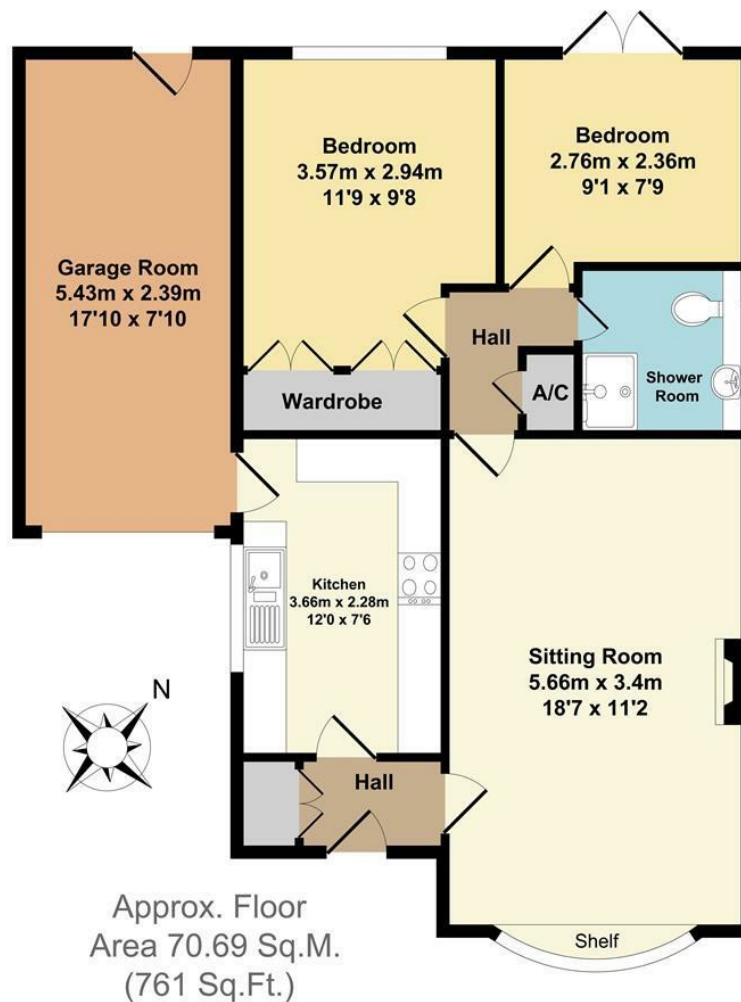 Bedroom
3.57m x 2.94m
11'9 x 9'8
Bedroom
2.76m x 2.36m
9'1 x 7'9
Garage Room
5.43m x 2.39m
17'10 x 7'10
Hall
A/C
Shower
Room
Wardrobe
Kitchen
3.66m x 2.28m
12'0 x 7'6
Sitting Room
5.66m x 3.4m
18'7 x 11'2
N
Hall
Shelf
Approx. Floor
Area 70.69 Sq.M.
(761 Sq.Ft.)